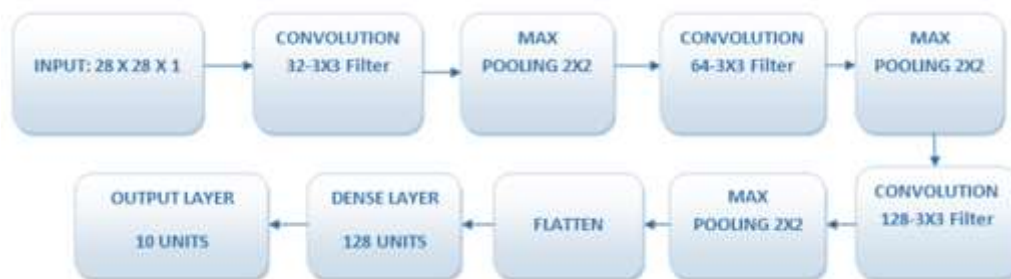 INPUT: 28 X 28 X 1
CONVOLUTION
32-3X3 Filter
MAX
POOLING 2X2
CONVOLUTION
64-3X3 Filter
MAX
POOLING 2X2
CONVOLUTION
128-3X3 Filter
MAX
POOLING 2X2
FLATTEN
DENSE LAYER
128 UNITS
OUTPUT LAYER
10 UNITS